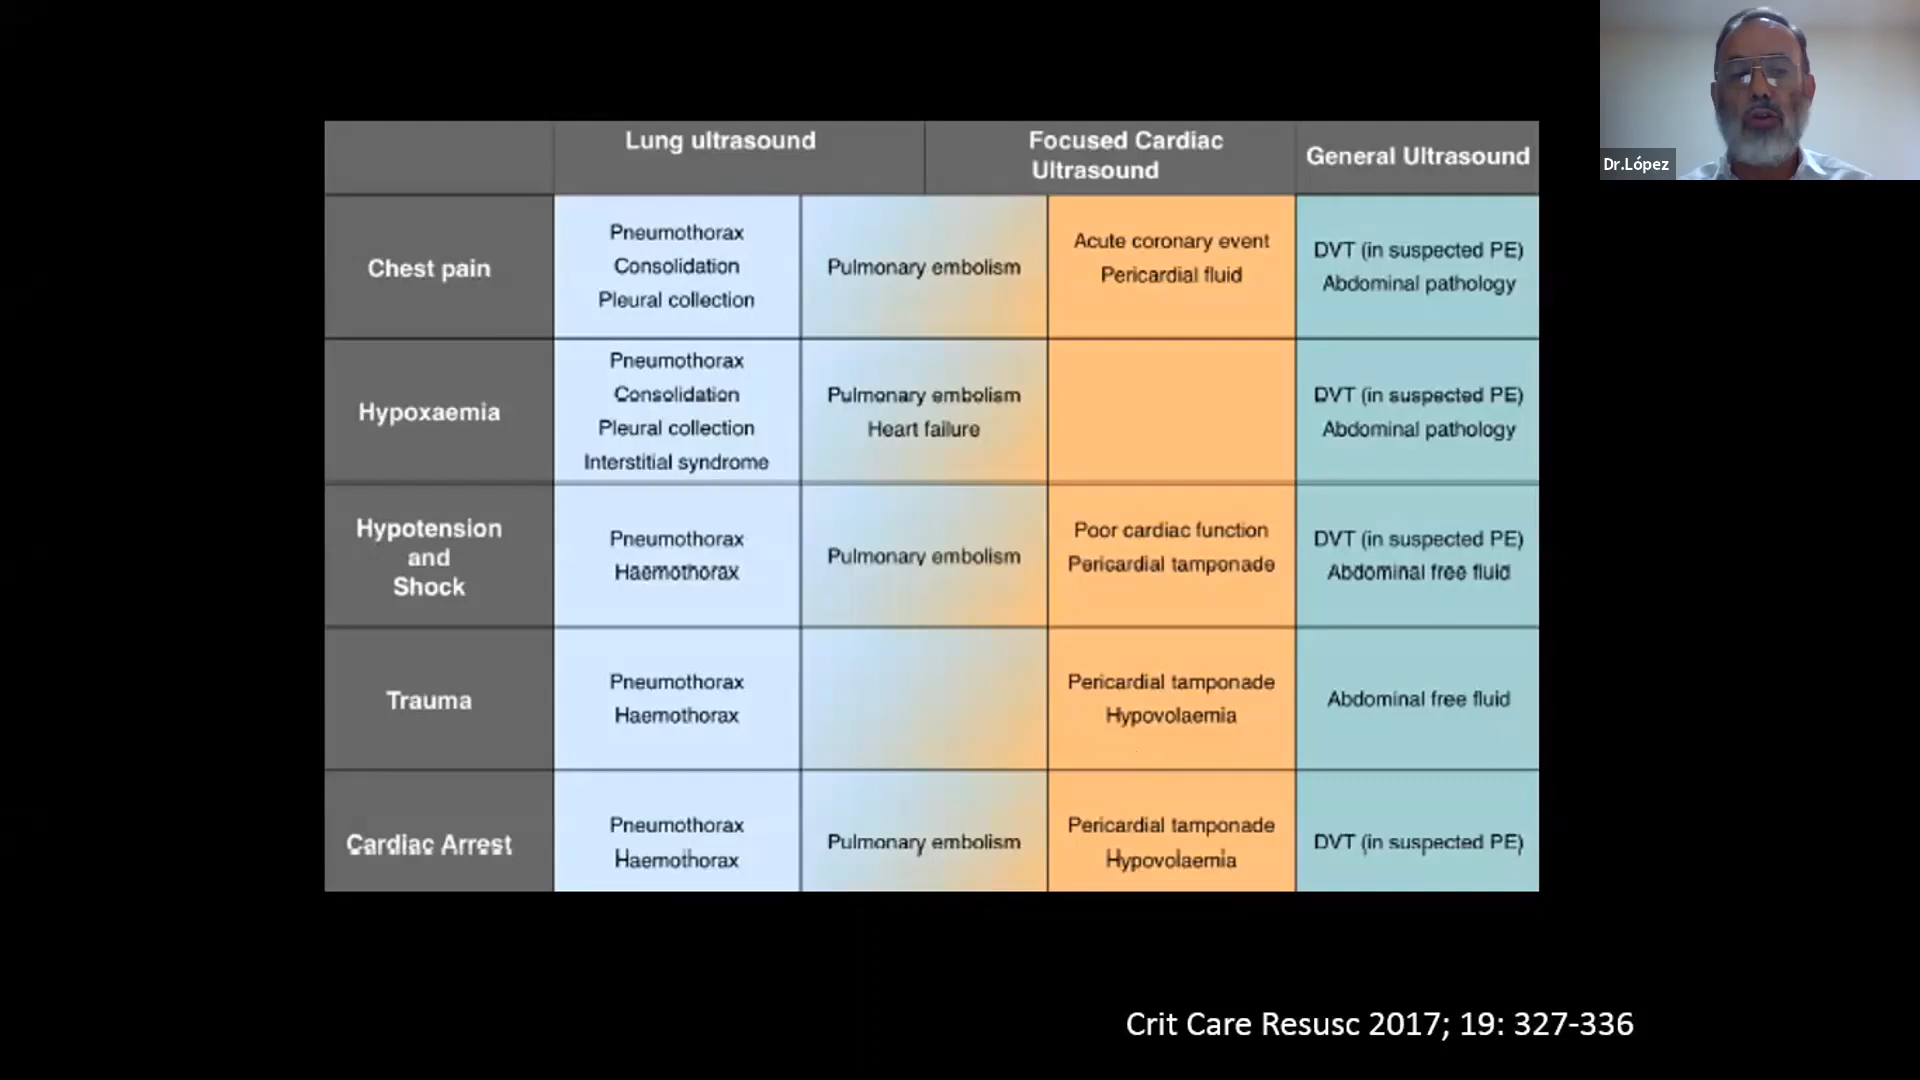 Dr.López
Lung ultrasound
Focused Cardiac
Ultrasound
General Ultrasound
Chest pain
Pneumothorax
Consolidation
Pleural collection
Pulmonary embolism
Acute coronary event
Pericardial fluid
DVT (in suspected PE)
Abdominal pathology
Hypoxaemia
Pneumothorax
Consolidation
Pleural collection
Interstitial syndrome
Pulmonary embolism
Heart failure
DVT (in suspected PE)
Abdominal pathology
Hypotension
and
Shock
Pneumothorax
Haemothorax
Pulmonary embolism
Poor cardiac function
Pericardial tamponade
DVT (in suspected PE)
Abdominal free fluid
Trauma
Pneumothorax
Haemothorax
Pericardial tamponade
Hypovolaemia
Abdominal free fluid
Cardiac Arrest
Pneumothorax
Haemothorax
Pulmonary embolism
Pericardial tamponade
Hypovolaemia
DVT (in suspected PE)
Crit Care Resusc 2017; 19: 327-336